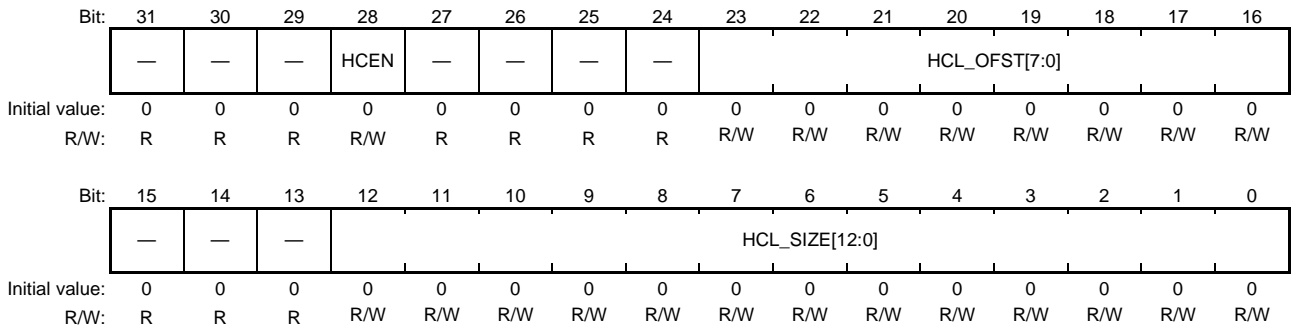 Bit: 31 30 29 28 27 26 25 24 23 22 21 20 19 18 17 16
— — — HCEN — — — — HCL_OFST[7:0]
Initial value: 0 0 0 0 0 0 0 0 0 0 0 0 0 0 0 0
R/W: R R R R/W R R R R R/W R/W R/W R/W R/W R/W R/W R/W
Bit: 15 14 13 12 11 10 9 8 7 6 5 4 3 2 1 0
— — — HCL_SIZE[12:0]
Initial value: 0 0 0 0 0 0 0 0 0 0 0 0 0 0 0 0
R/W: R R R R/W R/W R/W R/W R/W R/W R/W R/W R/W R/W R/W R/W R/W